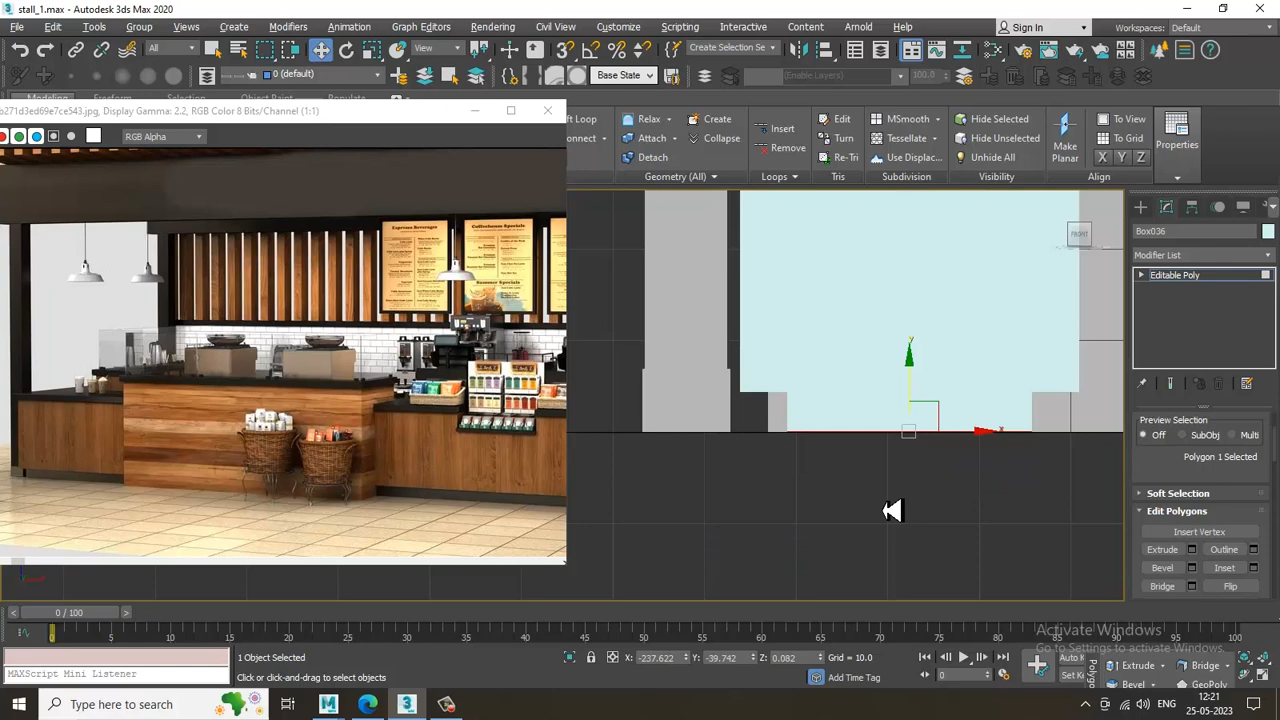 stall_1.max - Autodesk 3ds Max 2020
File Edit Tools Group Views Create Modifiers Animation Graph Editors Rendering Civil View Customize Scripting Interactive Content Arnold Help
Sign In Workspaces: Default
All View Create Selection Se
0 (default) Base State (Enable Layers) 100.0
Modeling Freeform Selection Object Paint Populate
271d3ed69e7ce543.jpg, Display Gamma: 2.2, RGB Color 8 Bits/Channel (1:1)
RGB Alpha
ft Loop Relax Create Insert Edit MSmooth Hide Selected To View
onnect Attach Collapse Remove Turn Tessellate Hide Unselected To Grid
Detach Re-Tri Use Displac... Unhide All Make Planar X Y Z Properties
Geometry (All) Loops Tris Subdivision Visibility Align
FRONT
y
x
Espresso Beverages
Coffeehouse Specials
Summer Specials
Box036
Modifier List
Editable Poly
Preview Selection
Off SubObj Multi
Polygon 1 Selected
Soft Selection
Edit Polygons
Insert Vertex
Extrude Outline
Bevel Inset
Bridge Flip
0 / 100
0 5 10 15 20 25 30 35 40 45 50 55 60 65 70 75 80 85 90 95 100
Activate Windows
Go to Settings to activate Windows.
1 Object Selected X: -237.622 Y: -39.742 Z: 0.082 Grid = 10.0 Auto K Extrude Bridge
MAXScript Mini Listener Click or click-and-drag to select objects Add Time Tag 0 Set K Bevel GeoPoly
Polygo
Type here to search ENG 12:21
25-05-2023